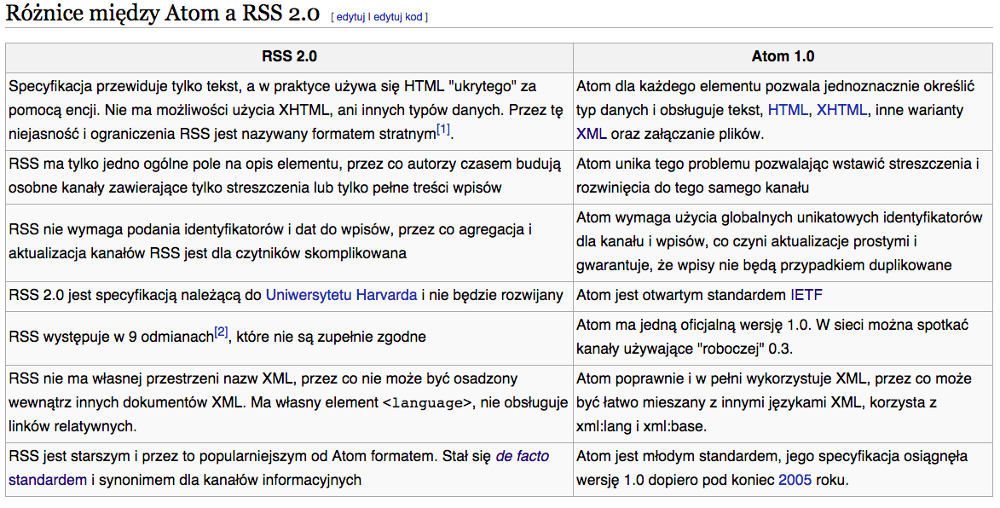 Różnice między Atom a RSS 2.0 [ edytuj | edytuj kod ]
RSS 2.0
Atom 1.0
Specyfikacja przewiduje tylko tekst, a w praktyce używa się HTML "ukrytego" za
pomocą encji. Nie ma możliwości użycia XHTML, ani innych typów danych. Przez tę
niejasność i ograniczenia RSS jest nazywany formatem stratnym[1].
Atom dla każdego elementu pozwala jednoznacznie określić
typ danych i obsługuje tekst, HTML, XHTML, inne warianty
XML oraz załączanie plików.
RSS ma tylko jedno ogólne pole na opis elementu, przez co autorzy czasem budują
osobne kanały zawierające tylko streszczenia lub tylko pełne treści wpisów
Atom unika tego problemu pozwalając wstawić streszczenia i
rozwinięcia do tego samego kanału
RSS nie wymaga podania identyfikatorów i dat do wpisów, przez co agregacja i
aktualizacja kanałów RSS jest dla czytników skomplikowana
Atom wymaga użycia globalnych unikatowych identyfikatorów
dla kanału i wpisów, co czyni aktualizacje prostymi i
gwarantuje, że wpisy nie będą przypadkiem duplikowane
RSS 2.0 jest specyfikacją należącą do Uniwersytetu Harvarda i nie będzie rozwijany
Atom jest otwartym standardem IETF
RSS występuje w 9 odmianach[2], które nie są zupełnie zgodne
Atom ma jedną oficjalną wersję 1.0. W sieci można spotkać
kanały używające "roboczej" 0.3.
RSS nie ma własnej przestrzeni nazw XML, przez co nie może być osadzony
wewnątrz innych dokumentów XML. Ma własny element <language>, nie obsługuje
linków relatywnych.
Atom poprawnie i w pełni wykorzystuje XML, przez co może
być łatwo mieszany z innymi językami XML, korzysta z
xml:lang i xml:base.
RSS jest starszym i przez to popularniejszym od Atom formatem. Stał się de facto
standardem i synonimem dla kanałów informacyjnych
Atom jest młodym standardem, jego specyfikacja osiągnęła
wersję 1.0 dopiero pod koniec 2005 roku.